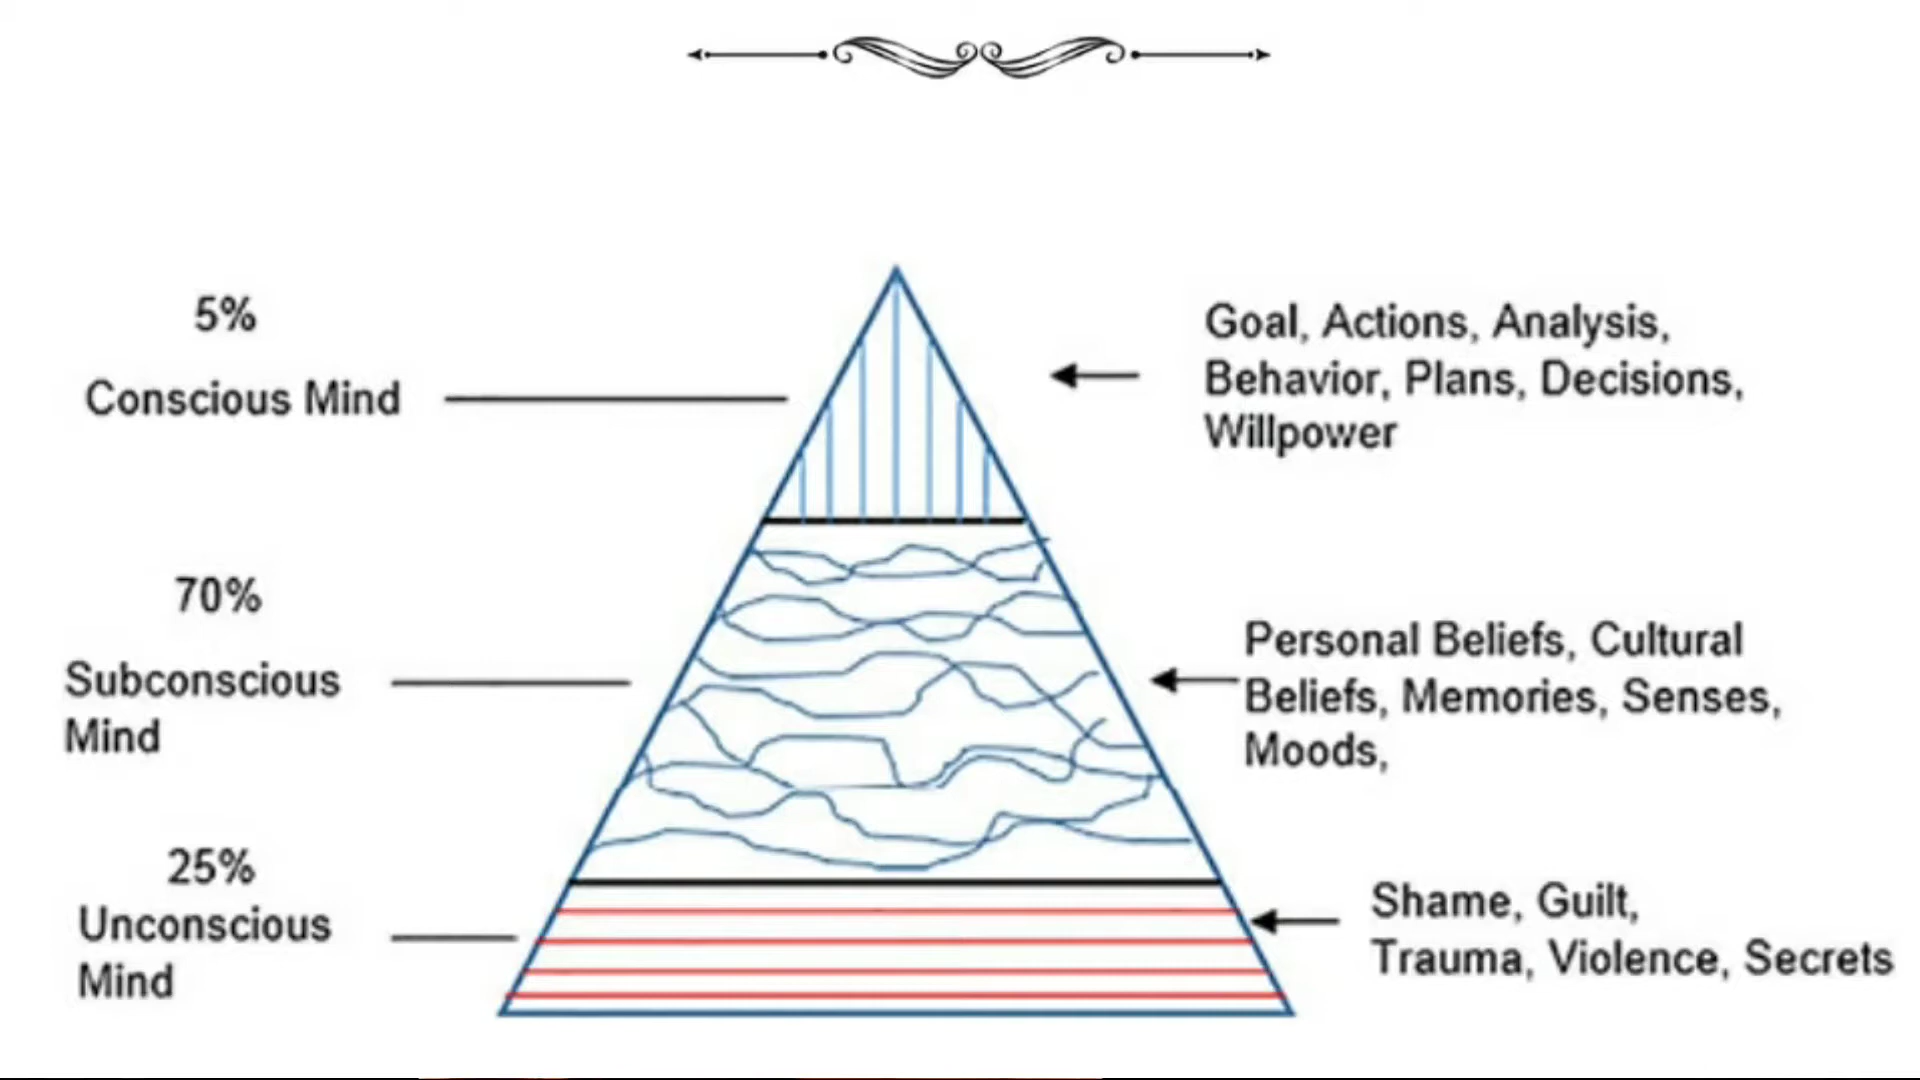 5%
Conscious Mind
Goal, Actions, Analysis,
Behavior, Plans, Decisions,
Willpower
70%
Subconscious
Mind
Personal Beliefs, Cultural
Beliefs, Memories, Senses,
Moods,
25%
Unconscious
Mind
Shame, Guilt,
Trauma, Violence, Secrets